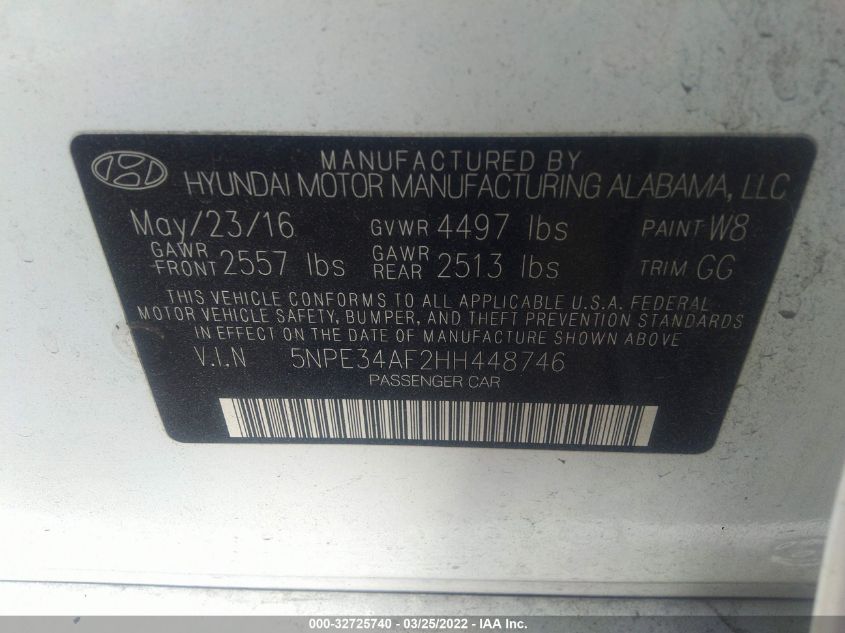 MANUFACTURED BY
HYUNDAI MOTOR MANUFACTURING ALABAMA, LLC
May/23/16 GVWR 4497 lbs PAINT W8
GAWR FRONT 2557 lbs GAWR REAR 2513 lbs TRIM GG
THIS VEHICLE CONFORMS TO ALL APPLICABLE U.S.A. FEDERAL
MOTOR VEHICLE SAFETY, BUMPER, AND THEFT PREVENTION STANDARDS
IN EFFECT ON THE DATE OF MANUFACTURE SHOWN ABOVE
V.I.N 5NPE34AF2HH448746
PASSENGER CAR
000-32725740 - 03/25/2022 - IAA Inc.